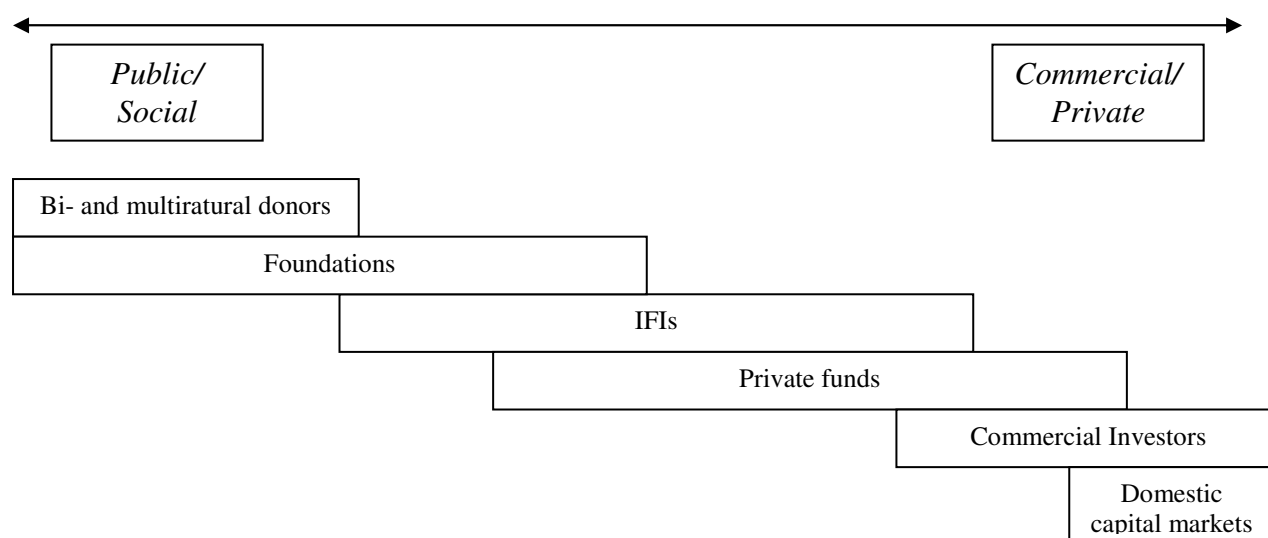 Public/
Social
Commercial/
Private
Bi- and multiratural donors
Foundations
IFIs
Private funds
Commercial Investors
Domestic
capital markets